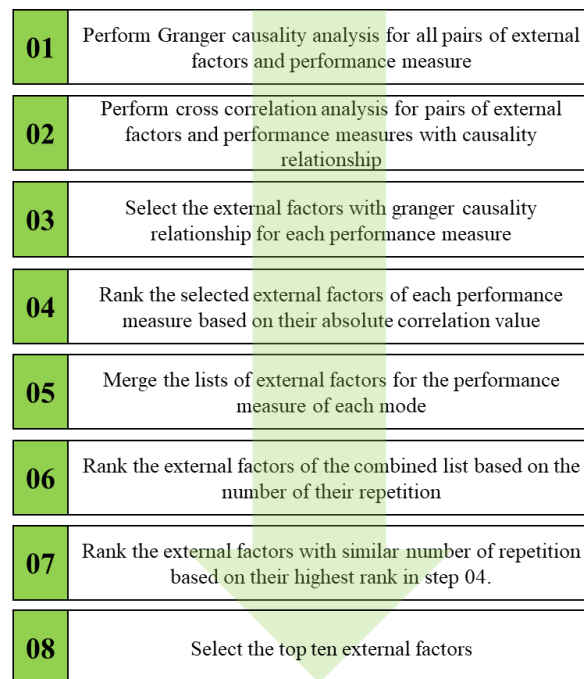 01
Perform Granger causality analysis for all pairs of external
factors and performance measure
02
Perform cross correlation analysis for pairs of external
factors and performance measures with causality
relationship
03
Select the external factors with granger causality
relationship for each performance measure
04
Rank the selected external factors of each performance
measure based on their absolute correlation value
05
Merge the lists of external factors for the performance
measure of each mode
06
Rank the external factors of the combined list based on the
number of their repetition
07
Rank the external factors with similar number of repetition
based on their highest rank in step 04.
08
Select the top ten external factors